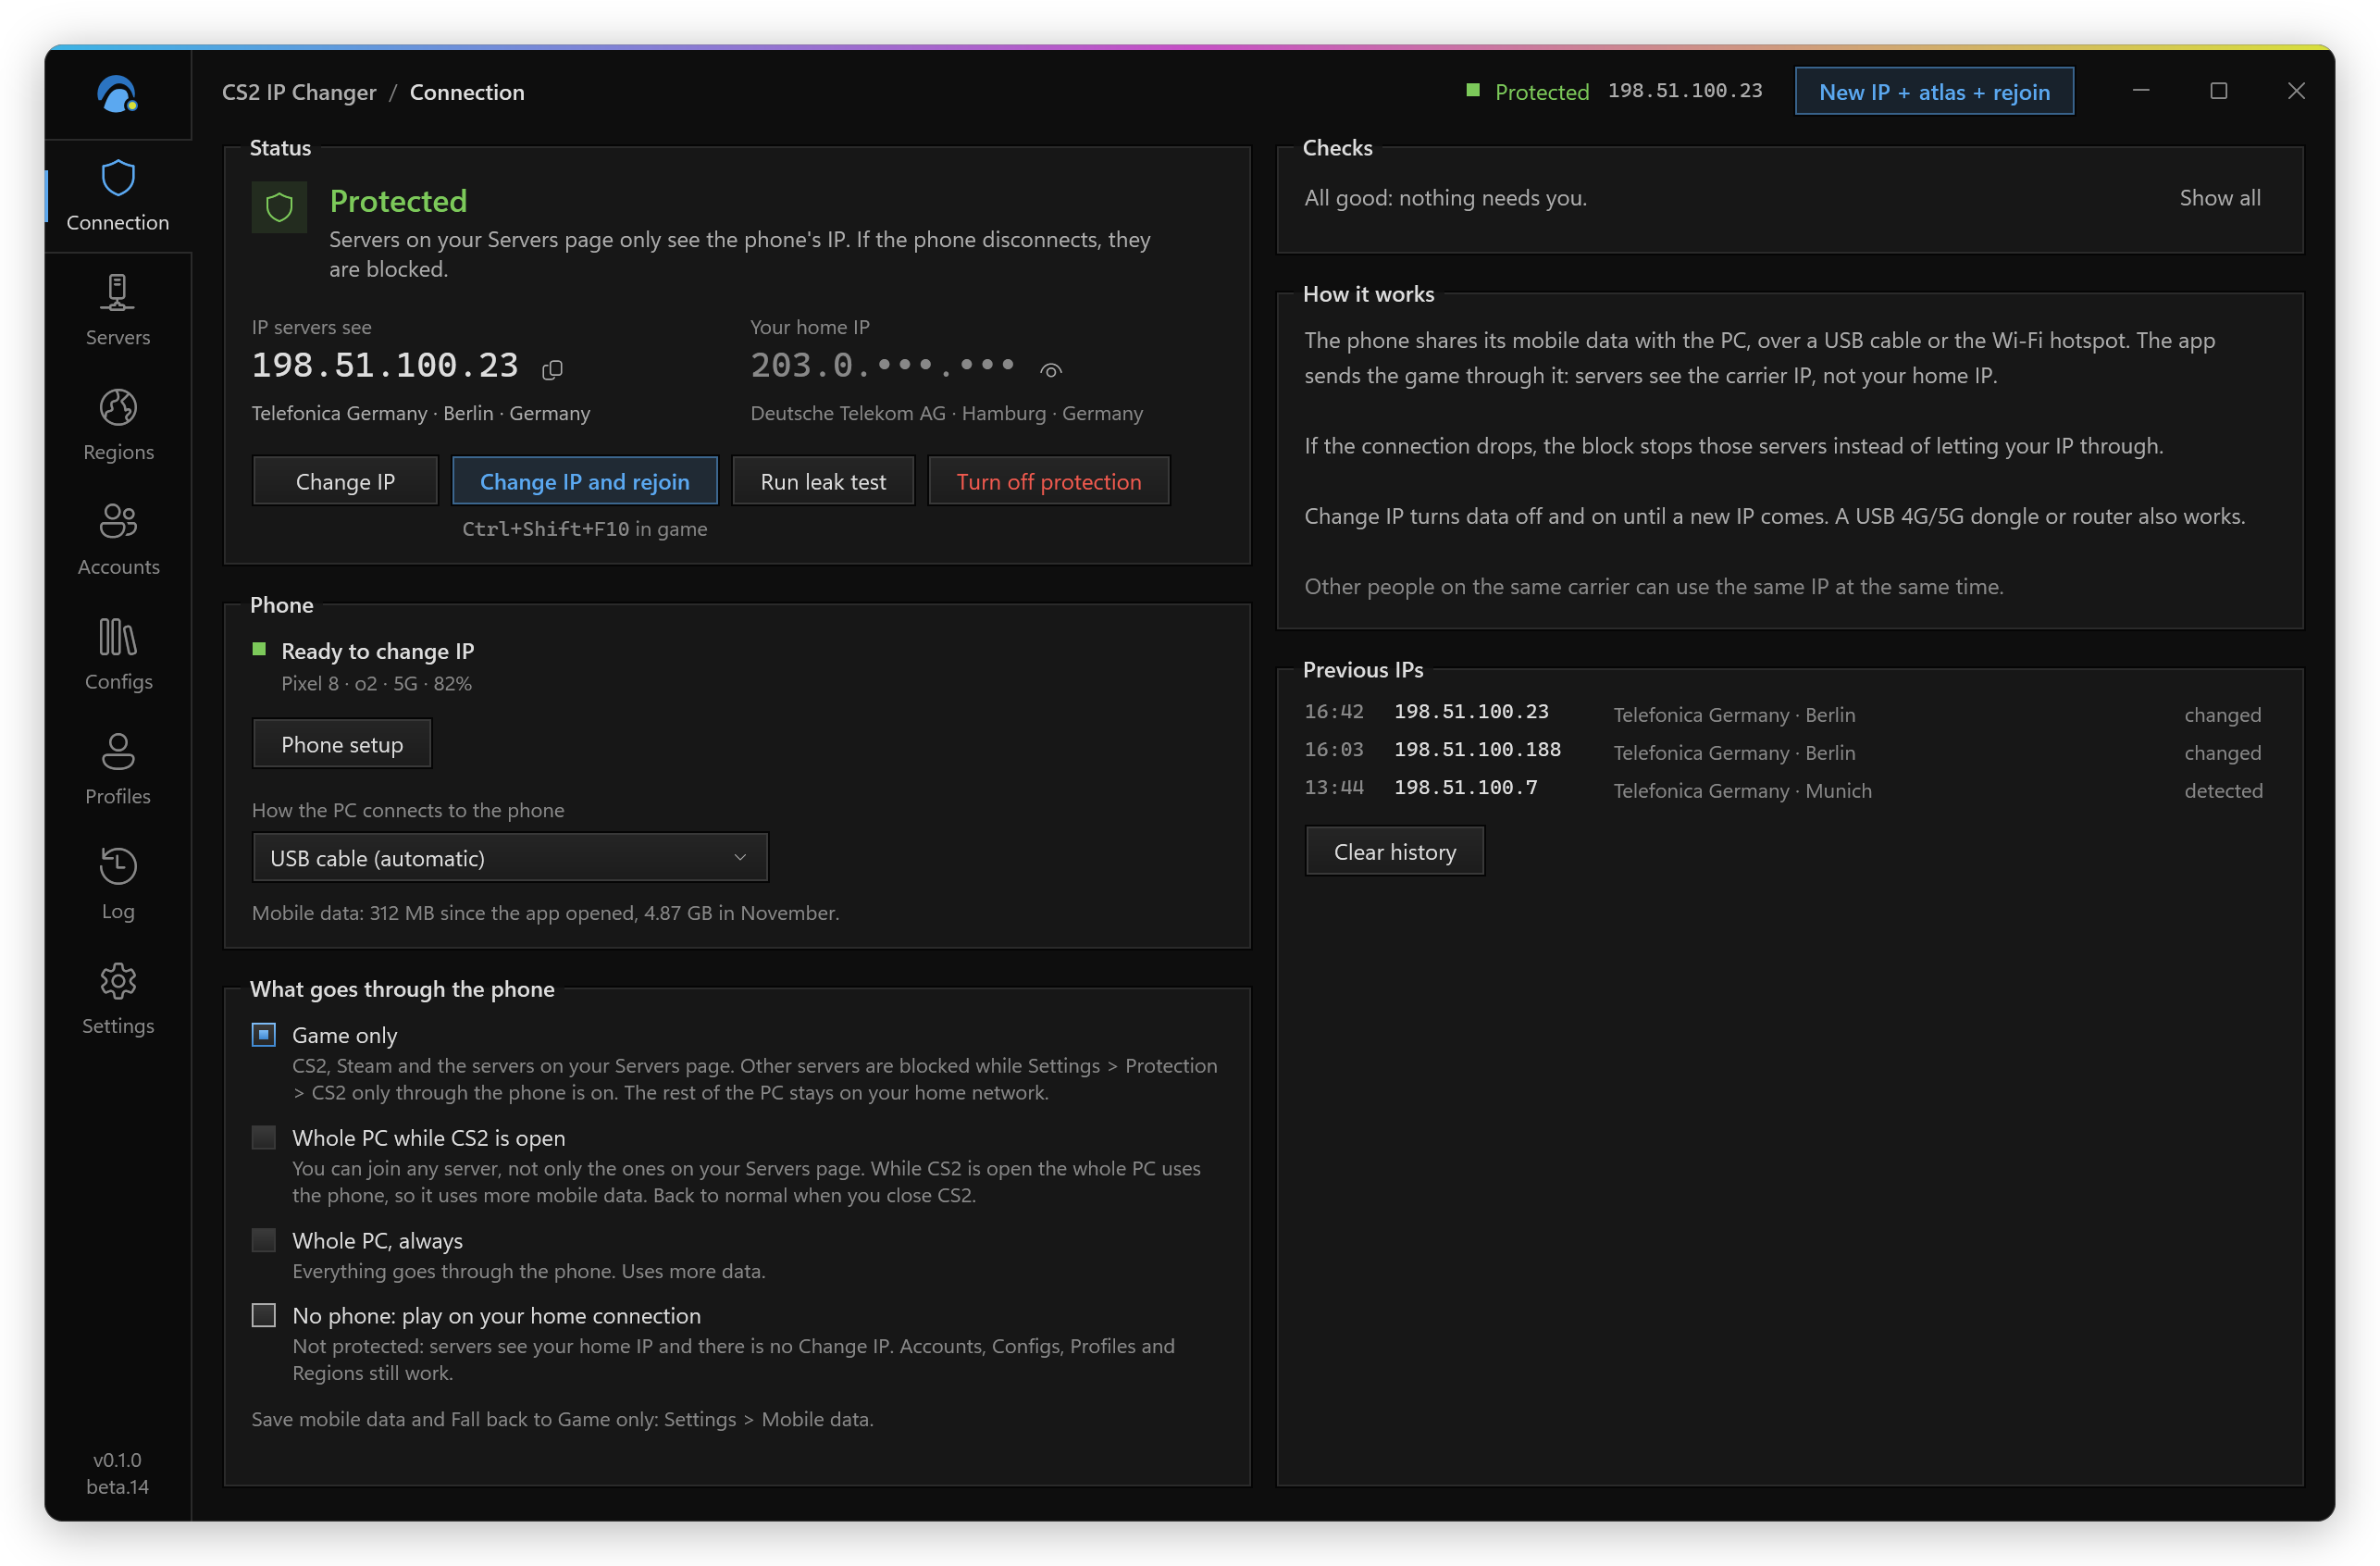 CS2 IP Changer / Connection
Protected 198.51.100.23
New IP + atlas + rejoin
Connection
Servers
Regions
Accounts
Configs
Profiles
Log
Settings
v0.1.0
beta.14
Status
Protected
Servers on your Servers page only see the phone's IP. If the phone disconnects, they
are blocked.
IP servers see
198.51.100.23
Telefonica Germany · Berlin · Germany
Your home IP
203.0.•••.•••
Deutsche Telekom AG · Hamburg · Germany
Change IP
Change IP and rejoin
Run leak test
Turn off protection
Ctrl+Shift+F10 in game
Phone
Ready to change IP
Pixel 8 · o2 · 5G · 82%
Phone setup
How the PC connects to the phone
USB cable (automatic)
Mobile data: 312 MB since the app opened, 4.87 GB in November.
What goes through the phone
Game only
CS2, Steam and the servers on your Servers page. Other servers are blocked while Settings > Protection
> CS2 only through the phone is on. The rest of the PC stays on your home network.
Whole PC while CS2 is open
You can join any server, not only the ones on your Servers page. While CS2 is open the whole PC uses
the phone, so it uses more mobile data. Back to normal when you close CS2.
Whole PC, always
Everything goes through the phone. Uses more data.
No phone: play on your home connection
Not protected: servers see your home IP and there is no Change IP. Accounts, Configs, Profiles and
Regions still work.
Save mobile data and Fall back to Game only: Settings > Mobile data.
Checks
All good: nothing needs you.
Show all
How it works
The phone shares its mobile data with the PC, over a USB cable or the Wi-Fi hotspot. The app
sends the game through it: servers see the carrier IP, not your home IP.
If the connection drops, the block stops those servers instead of letting your IP through.
Change IP turns data off and on until a new IP comes. A USB 4G/5G dongle or router also works.
Other people on the same carrier can use the same IP at the same time.
Previous IPs
16:42 198.51.100.23 Telefonica Germany · Berlin changed
16:03 198.51.100.188 Telefonica Germany · Berlin changed
13:44 198.51.100.7 Telefonica Germany · Munich detected
Clear history